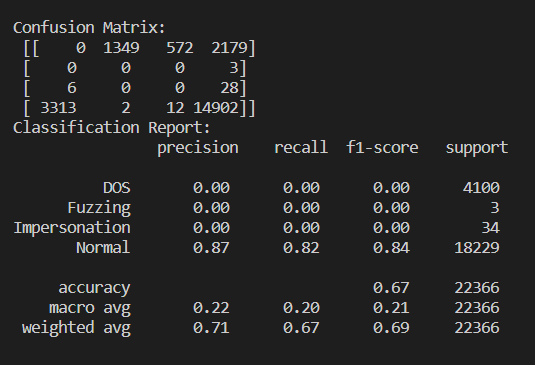 Confusion Matrix:
[[    0  1349   572  2179]
[    0     0     0     3]
[    6     0     0    28]
[ 3313     2    12 14902]]
Classification Report:
precision    recall  f1-score   support
DOS       0.00      0.00      0.00      4100
Fuzzing       0.00      0.00      0.00         3
Impersonation       0.00      0.00      0.00        34
Normal       0.87      0.82      0.84     18229
accuracy                           0.67     22366
macro avg       0.22      0.20      0.21     22366
weighted avg       0.71      0.67      0.69     22366